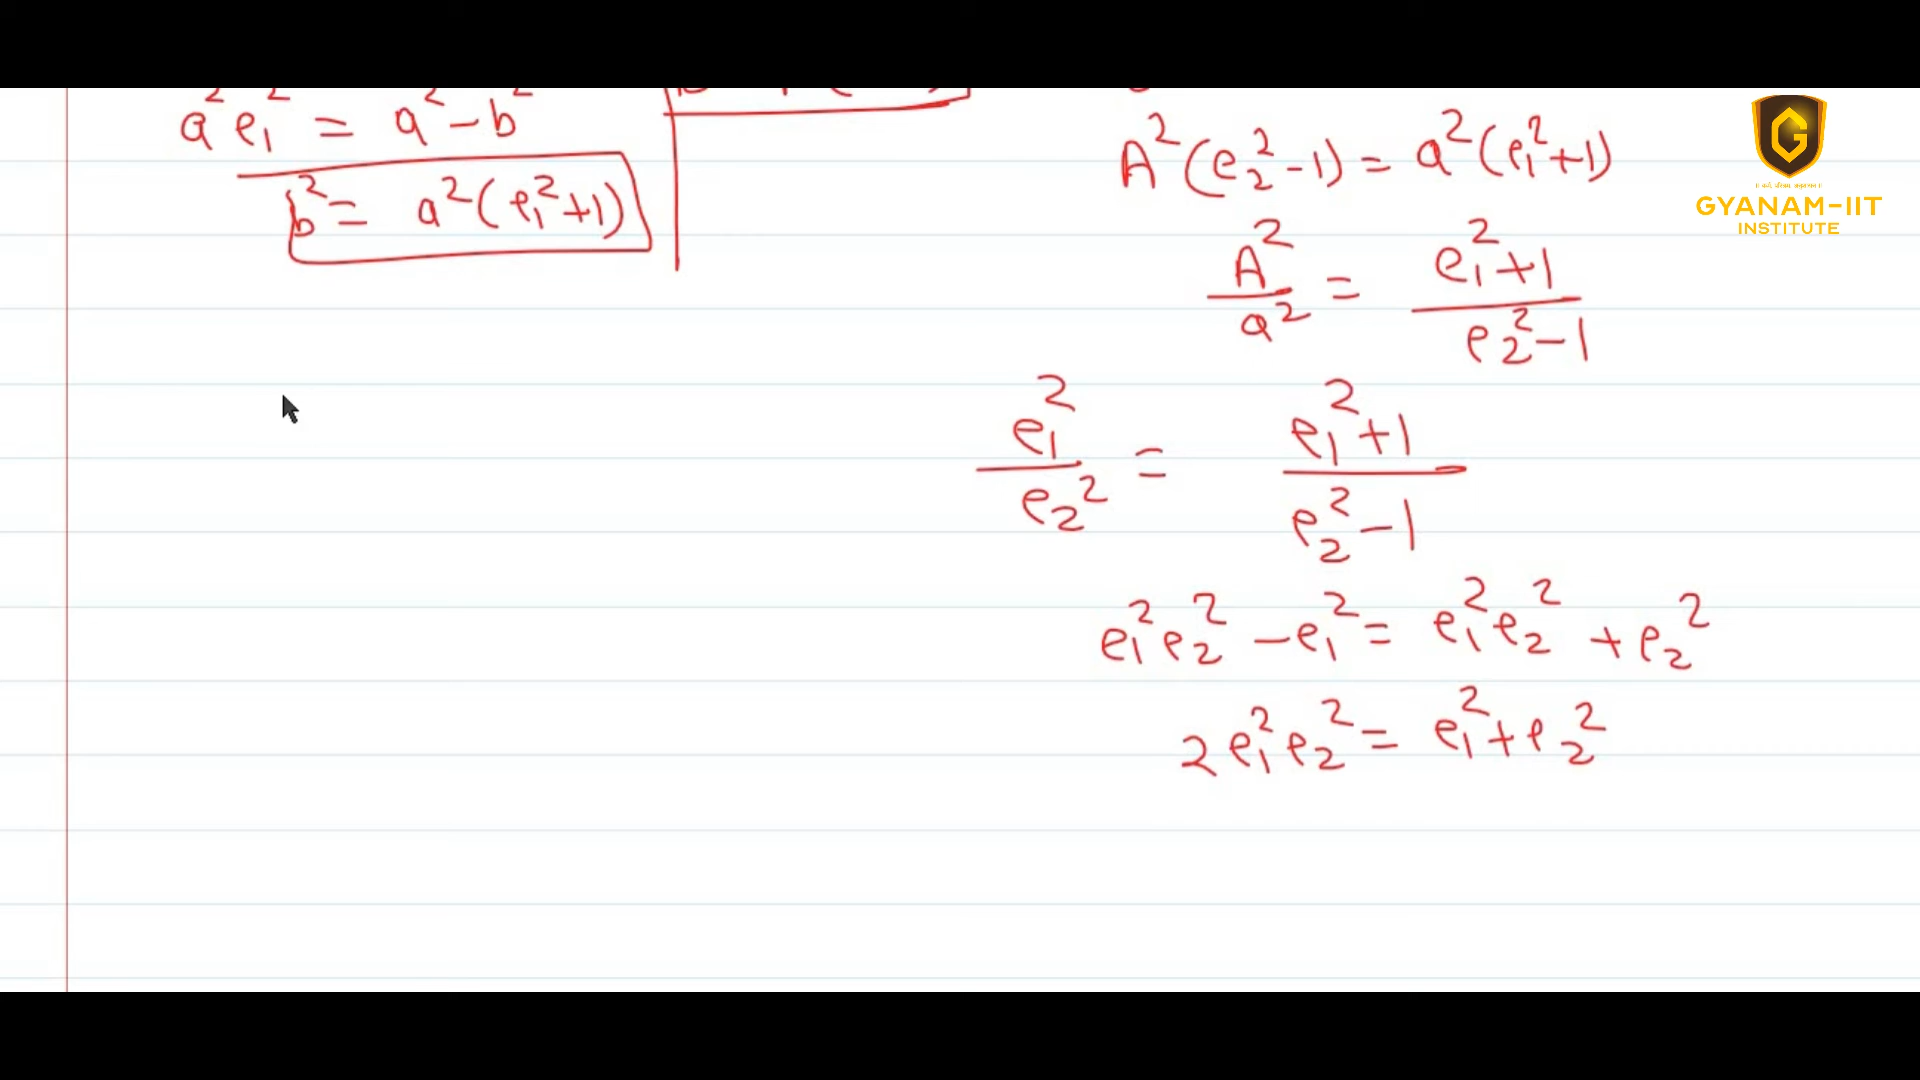 a²e₁² = a² - b²
b² = a²(e₁²+1)
A²(e₂²-1) = a²(e₁²+1)
A²/a² = (e₁²+1)/(e₂²-1)
e₁²/e₂² = (e₁²+1)/(e₂²-1)
e₁²e₂² - e₁² = e₁²e₂² + e₂²
2e₁²e₂² = e₁²+e₂²
G
GYANAM-IIT
INSTITUTE